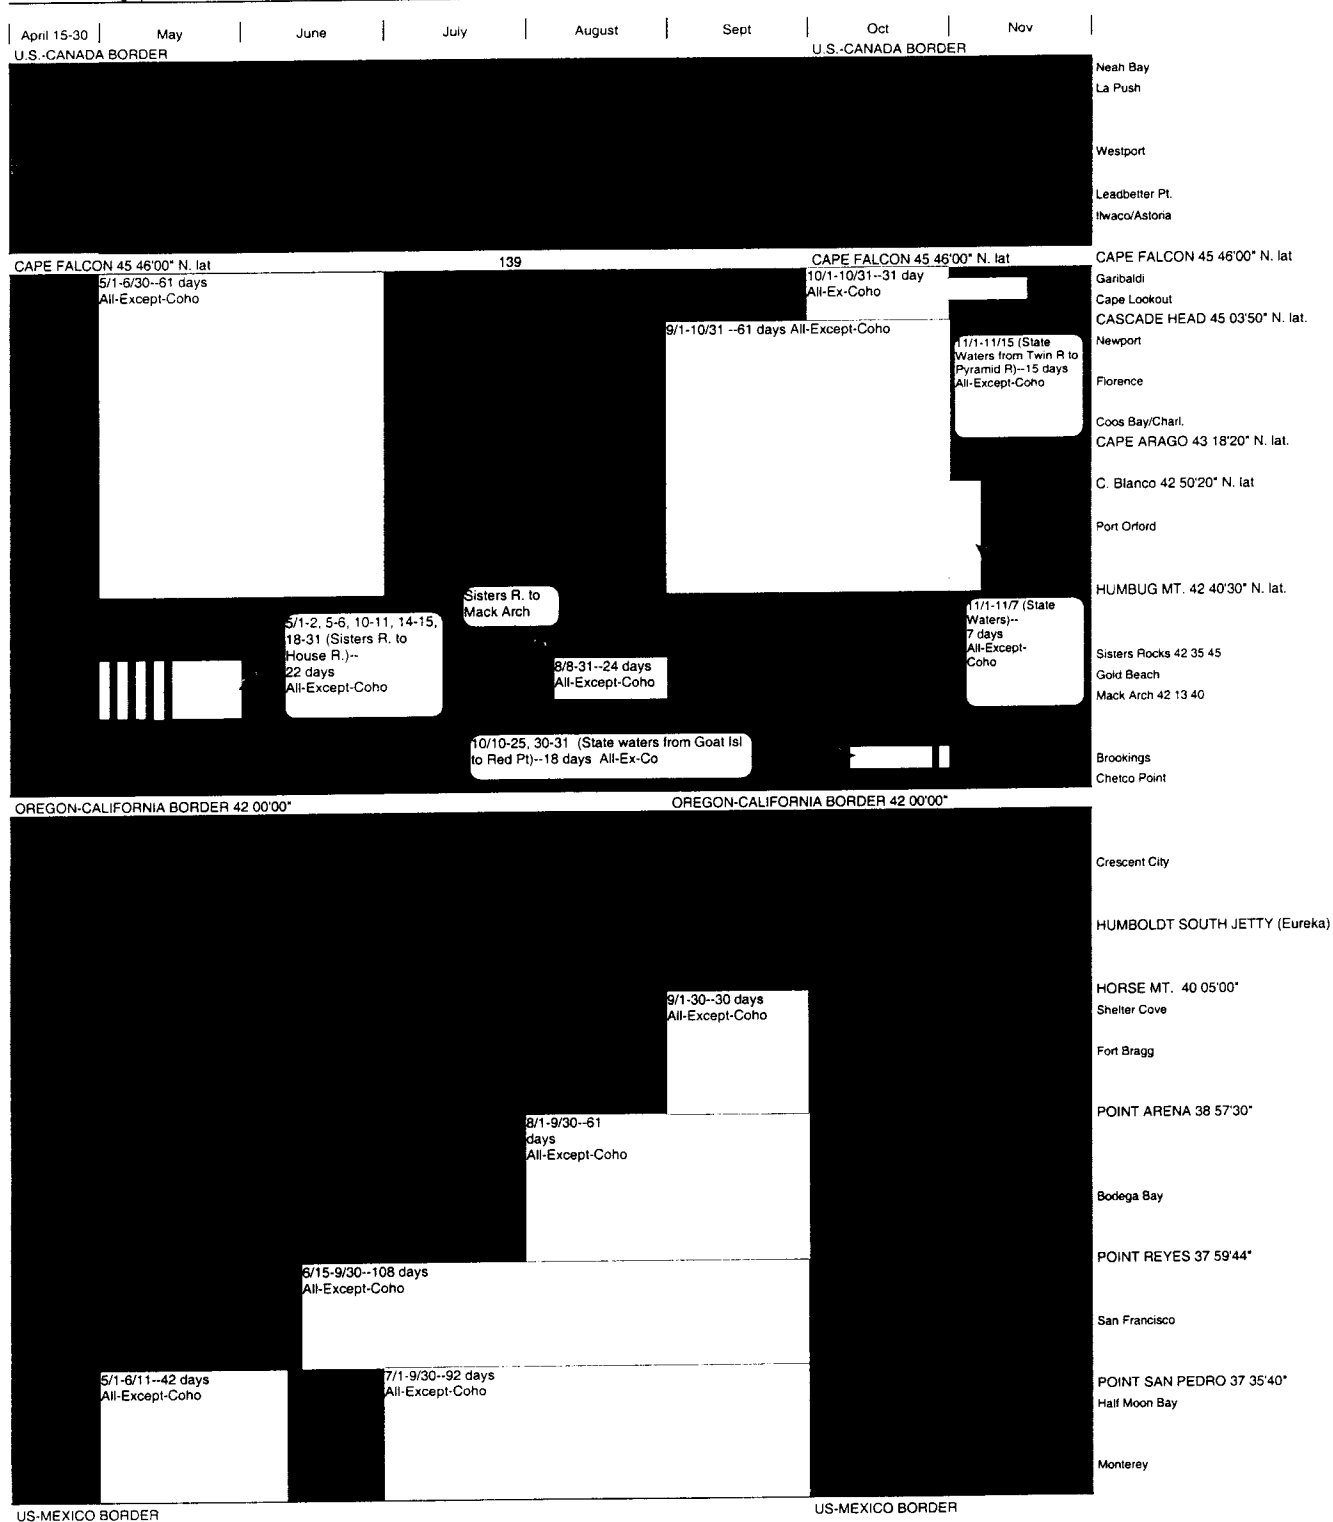 April 15-30 May June July August Sept Oct Nov
U.S.-CANADA BORDER U.S.-CANADA BORDER
Neah Bay
La Push
Westport
Leadbetter Pt.
Ilwaco/Astoria
CAPE FALCON 45 46'00" N. lat 139 CAPE FALCON 45 46'00" N. lat CAPE FALCON 45 46'00" N. lat
5/1-6/30--61 days
All-Except-Coho
10/1-10/31--31 day
All-Ex-Coho
Garibaldi
Cape Lookout
CASCADE HEAD 45 03'50" N. lat.
9/1-10/31 --61 days All-Except-Coho
11/1-11/15 (State
Waters from Twin R to
Pyramid R)--15 days
All-Except-Coho
Newport
Florence
Coos Bay/Charl.
CAPE ARAGO 43 18'20" N. lat.
C. Blanco 42 50'20" N. lat
Port Orford
HUMBUG MT. 42 40'30" N. lat.
Sisters R. to
Mack Arch
5/1-2, 5-6, 10-11, 14-15,
18-31 (Sisters R. to
House R.)--
22 days
All-Except-Coho
8/8-31--24 days
All-Except-Coho
11/1-11/7 (State
Waters)--
7 days
All-Except-
Coho
Sisters Rocks 42 35 45
Gold Beach
Mack Arch 42 13 40
10/10-25, 30-31 (State waters from Goat Isl
to Red Pt)--18 days All-Ex-Co
Brookings
Chetco Point
OREGON-CALIFORNIA BORDER 42 00'00" OREGON-CALIFORNIA BORDER 42 00'00"
Crescent City
HUMBOLDT SOUTH JETTY (Eureka)
HORSE MT. 40 05'00"
9/1-30--30 days
All-Except-Coho
Shelter Cove
Fort Bragg
POINT ARENA 38 57'30"
8/1-9/30--61
days
All-Except-Coho
Bodega Bay
POINT REYES 37 59'44"
6/15-9/30--108 days
All-Except-Coho
San Francisco
5/1-6/11--42 days
All-Except-Coho
7/1-9/30--92 days
All-Except-Coho
POINT SAN PEDRO 37 35'40"
Half Moon Bay
Monterey
US-MEXICO BORDER US-MEXICO BORDER